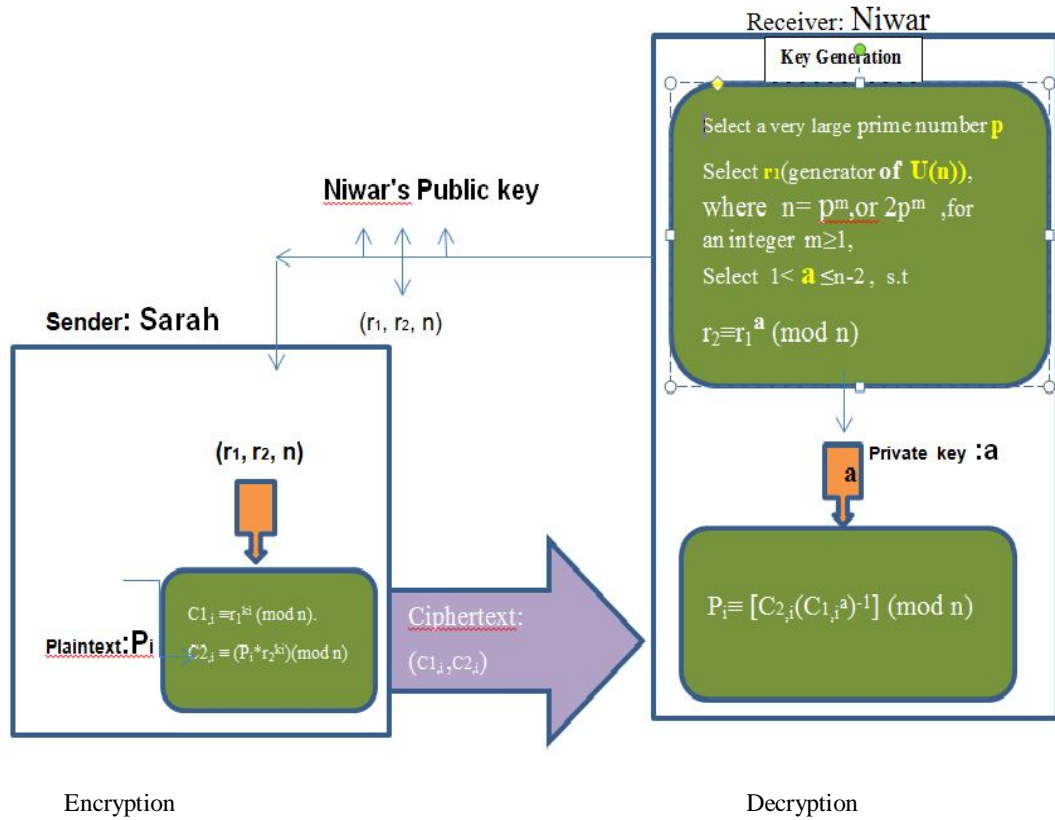 Receiver: Niwar
Key Generation
Select a very large prime number p
Select r₁(generator of U(n)),
where n= pᵐ,or 2pᵐ ,for
an integer m≥1,
Select 1< a ≤n-2 , s.t
r₂≡r₁ᵃ (mod n)
Niwar's Public key
(r₁, r₂, n)
Sender: Sarah
(r₁, r₂, n)
Private key :a
a
Plaintext:Pᵢ
C1,ᵢ ≡r₁ᵏⁱ (mod n).
C2,ᵢ ≡ (Pᵢ*r₂ᵏⁱ)(mod n)
Ciphertext:
(C1,ᵢ,C2,ᵢ)
Pᵢ≡ [C₂,ᵢ(C₁,ᵢᵃ)⁻¹] (mod n)
Encryption
Decryption